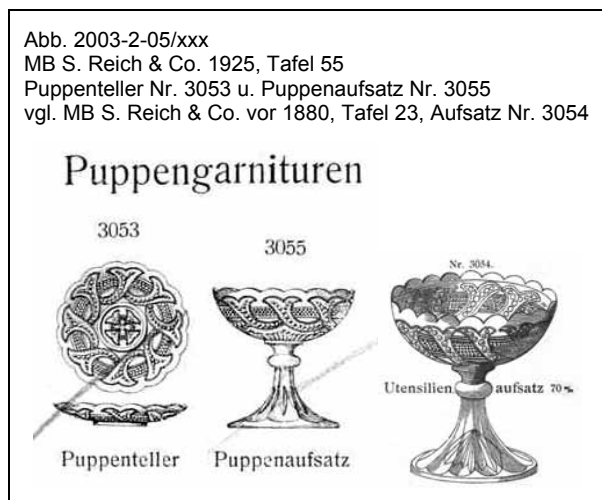 Abb. 2003-2-05/xxx
MB S. Reich & Co. 1925, Tafel 55
Puppenteller Nr. 3053 u. Puppenaufsatz Nr. 3055
vgl. MB S. Reich & Co. vor 1880, Tafel 23, Aufsatz Nr. 3054
Puppengarnituren
3053
3055
Nr. 3054.
Utensilien aufsatz 70 %
Puppenteller
Puppenaufsatz